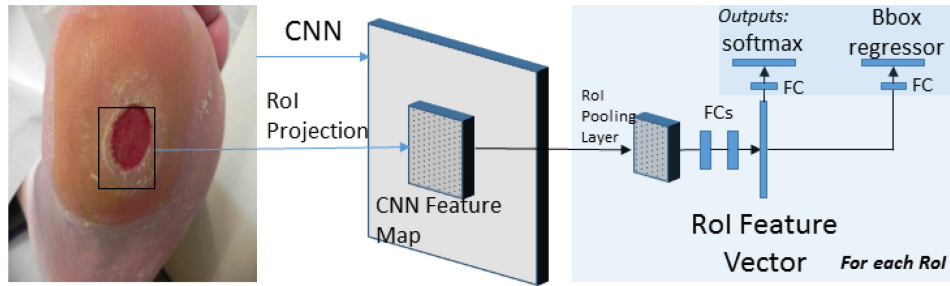 CNN
RoI
Projection
CNN Feature
Map
RoI
Pooling
Layer
FCs
Outputs:
softmax
FC
Bbox
regressor
FC
RoI Feature
Vector
For each RoI